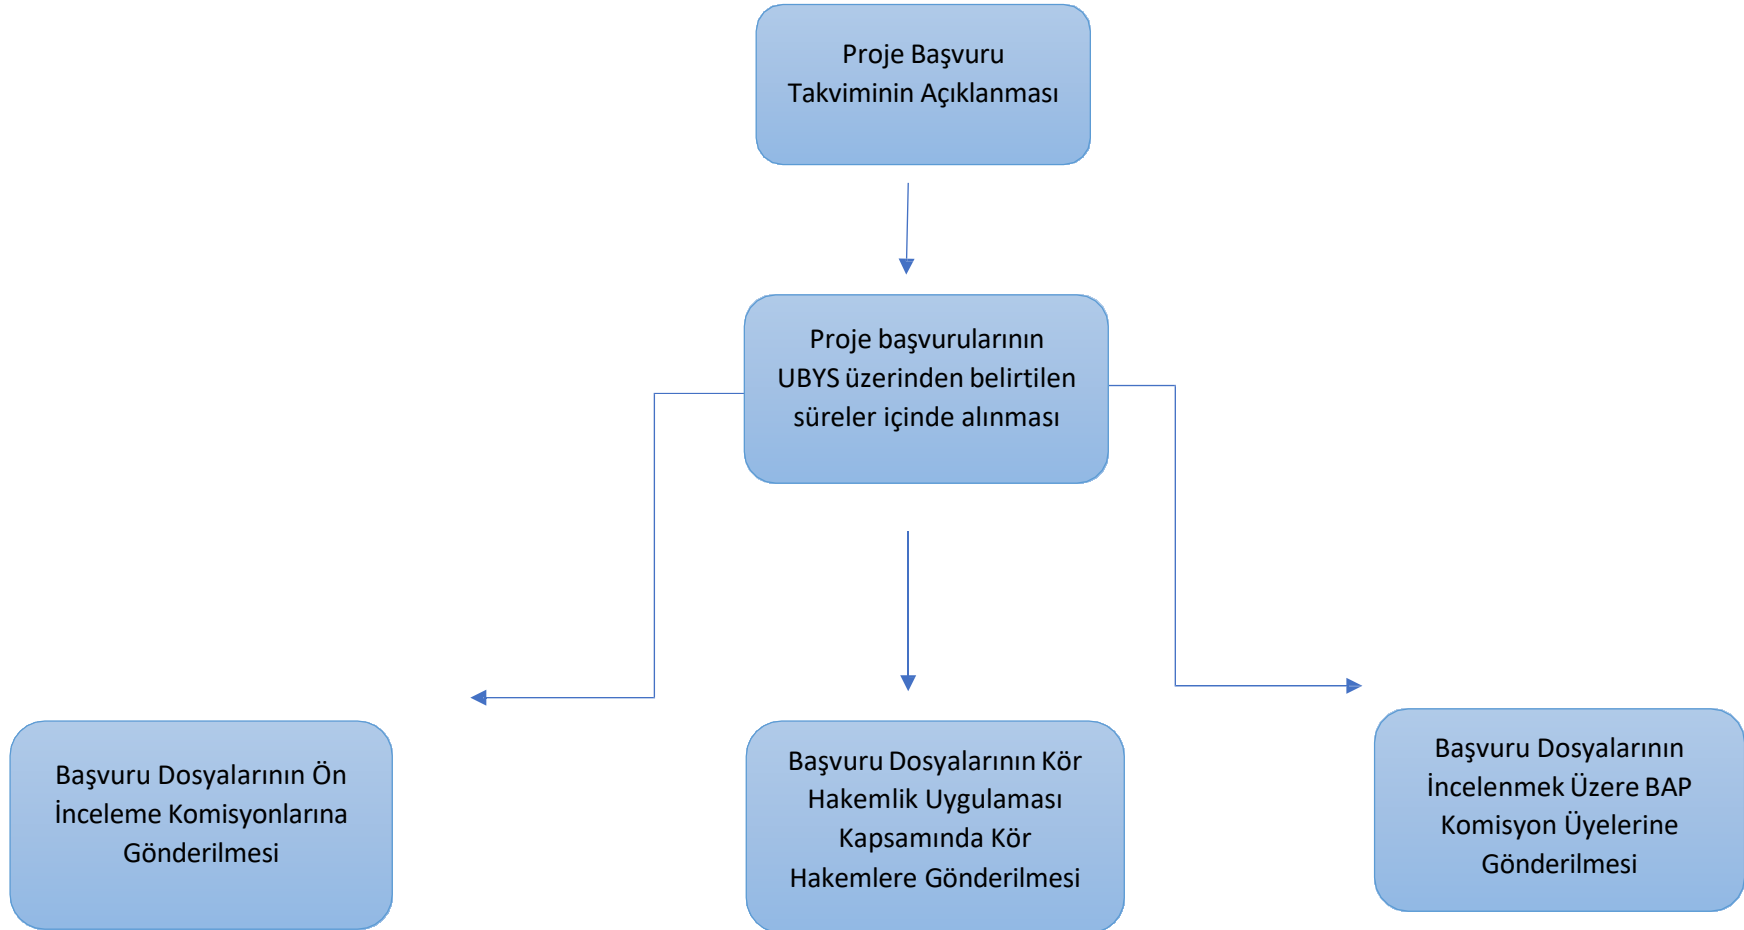 Proje Başvuru
Takviminin Açıklanması
Proje başvurularının
UBYS üzerinden belirtilen
süreler içinde alınması
Başvuru Dosyalarının Ön
İnceleme Komisyonlarına
Gönderilmesi
Başvuru Dosyalarının Kör
Hakemlik Uygulaması
Kapsamında Kör
Hakemlere Gönderilmesi
Başvuru Dosyalarının
İncelenmek Üzere BAP
Komisyon Üyelerine
Gönderilmesi